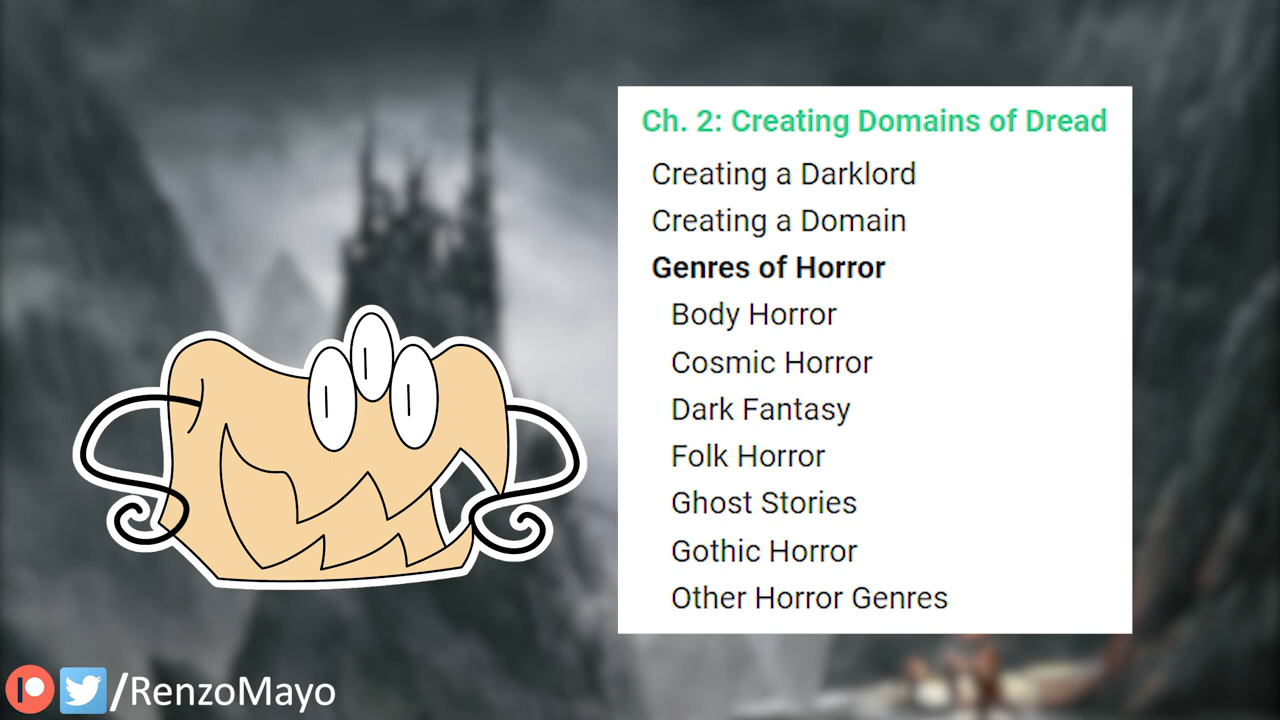 Ch. 2: Creating Domains of Dread
Creating a Darklord
Creating a Domain
Genres of Horror
Body Horror
Cosmic Horror
Dark Fantasy
Folk Horror
Ghost Stories
Gothic Horror
Other Horror Genres
/RenzoMayo